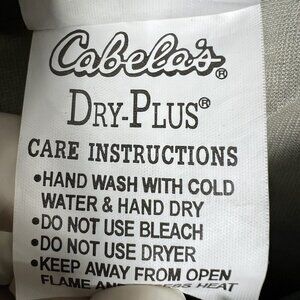 Cabela's®
DRY-PLUS®
CARE INSTRUCTIONS
•HAND WASH WITH COLD
WATER & HAND DRY
•DO NOT USE BLEACH
•DO NOT USE DRYER
•KEEP AWAY FROM OPEN
FLAME AND HEAT